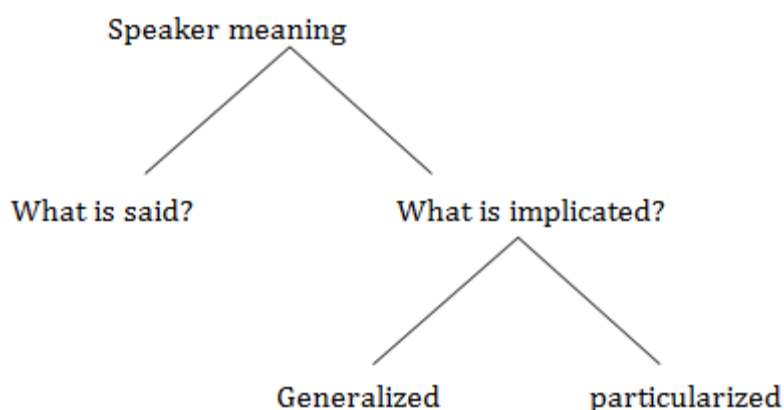 Speaker meaning
What is said? What is implicated?
Generalized particularized